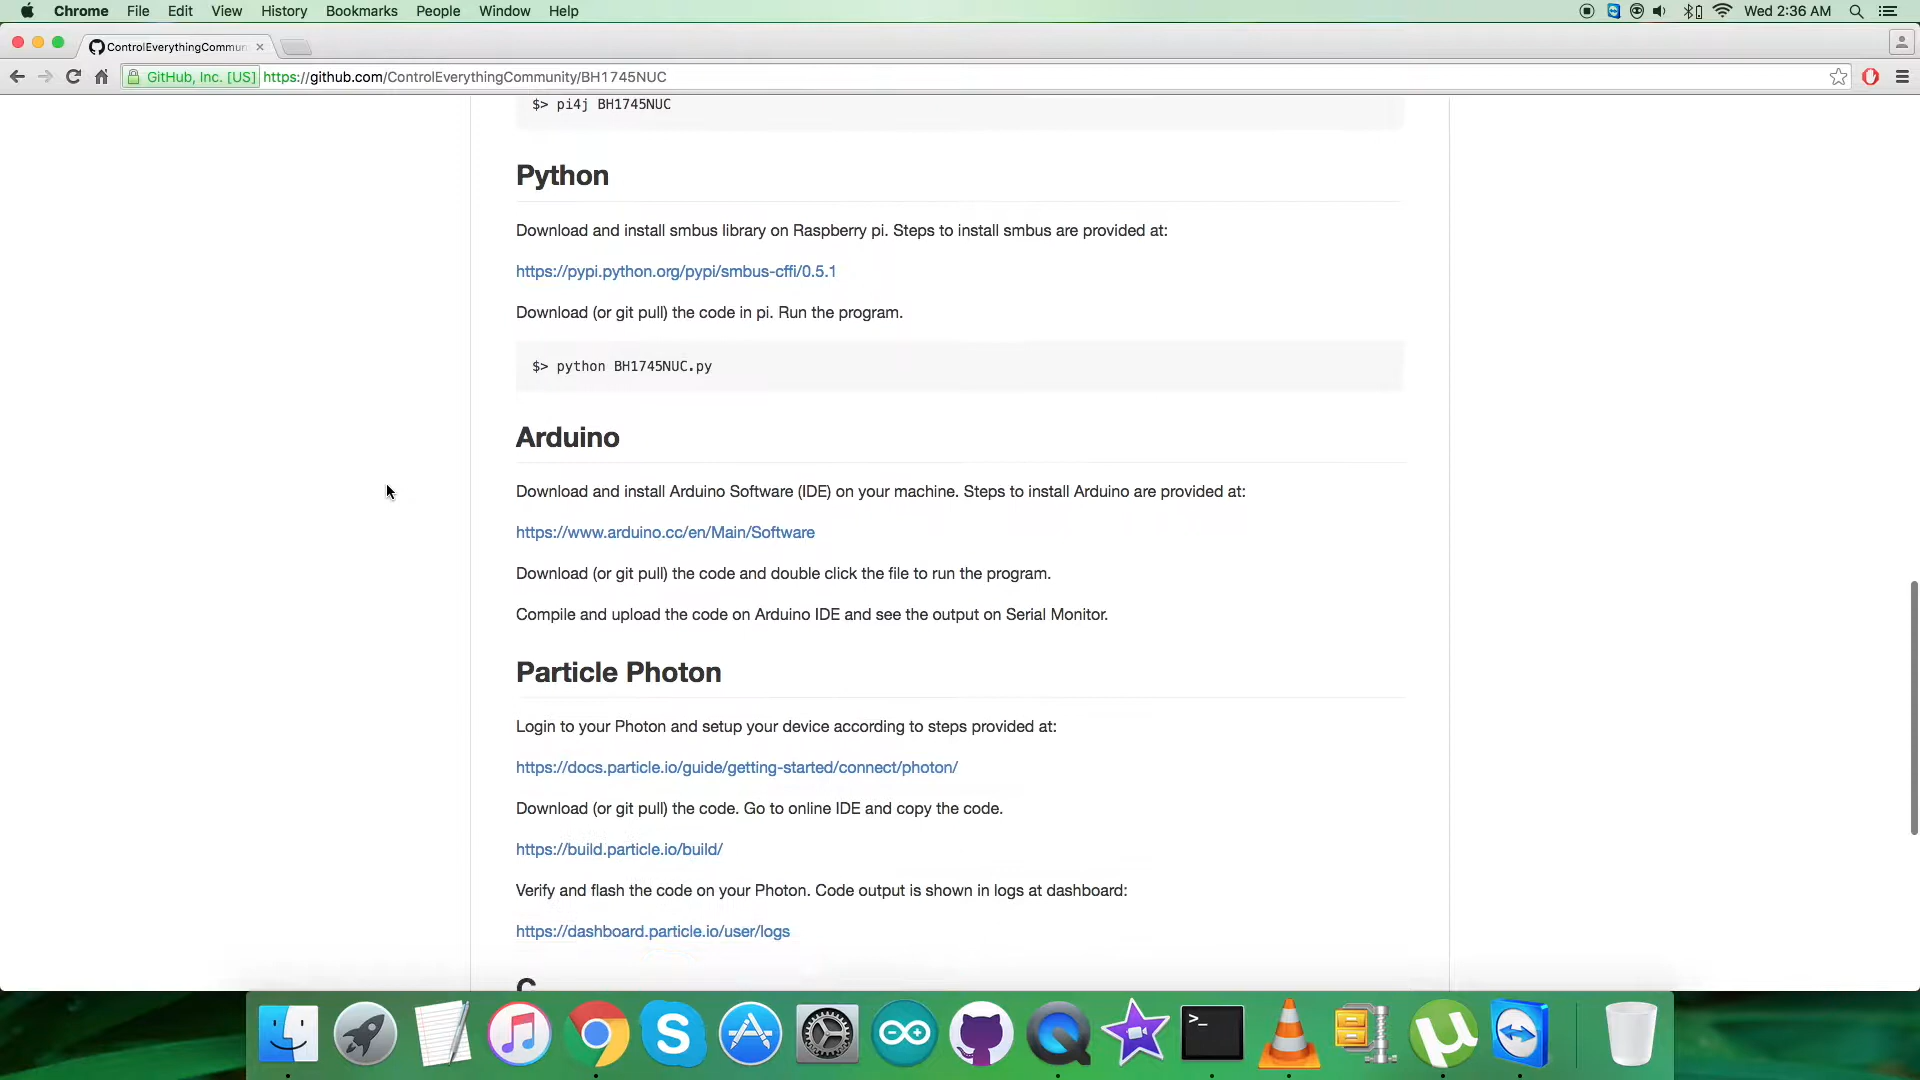 Chrome File Edit View History Bookmarks People Window Help Wed 2:36 AM
ControlEverythingCommun
GitHub, Inc. [US] https://github.com/ControlEverythingCommunity/BH1745NUC
$> pi4j BH1745NUC
Python
Download and install smbus library on Raspberry pi. Steps to install smbus are provided at:
https://pypi.python.org/pypi/smbus-cffi/0.5.1
Download (or git pull) the code in pi. Run the program.
$> python BH1745NUC.py
Arduino
Download and install Arduino Software (IDE) on your machine. Steps to install Arduino are provided at:
https://www.arduino.cc/en/Main/Software
Download (or git pull) the code and double click the file to run the program.
Compile and upload the code on Arduino IDE and see the output on Serial Monitor.
Particle Photon
Login to your Photon and setup your device according to steps provided at:
https://docs.particle.io/guide/getting-started/connect/photon/
Download (or git pull) the code. Go to online IDE and copy the code.
https://build.particle.io/build/
Verify and flash the code on your Photon. Code output is shown in logs at dashboard:
https://dashboard.particle.io/user/logs
C